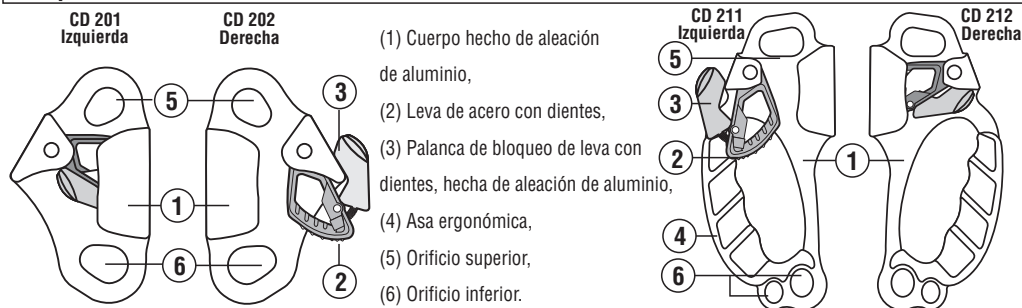 CD 201
Izquierda
CD 202
Derecha
5
3
1
6
2
(1) Cuerpo hecho de aleación
de aluminio,
(2) Leva de acero con dientes,
(3) Palanca de bloqueo de leva con
dientes, hecha de aleación de aluminio,
(4) Asa ergonómica,
(5) Orificio superior,
(6) Orificio inferior.
CD 211
Izquierda
CD 212
Derecha
5
3
2
1
4
6